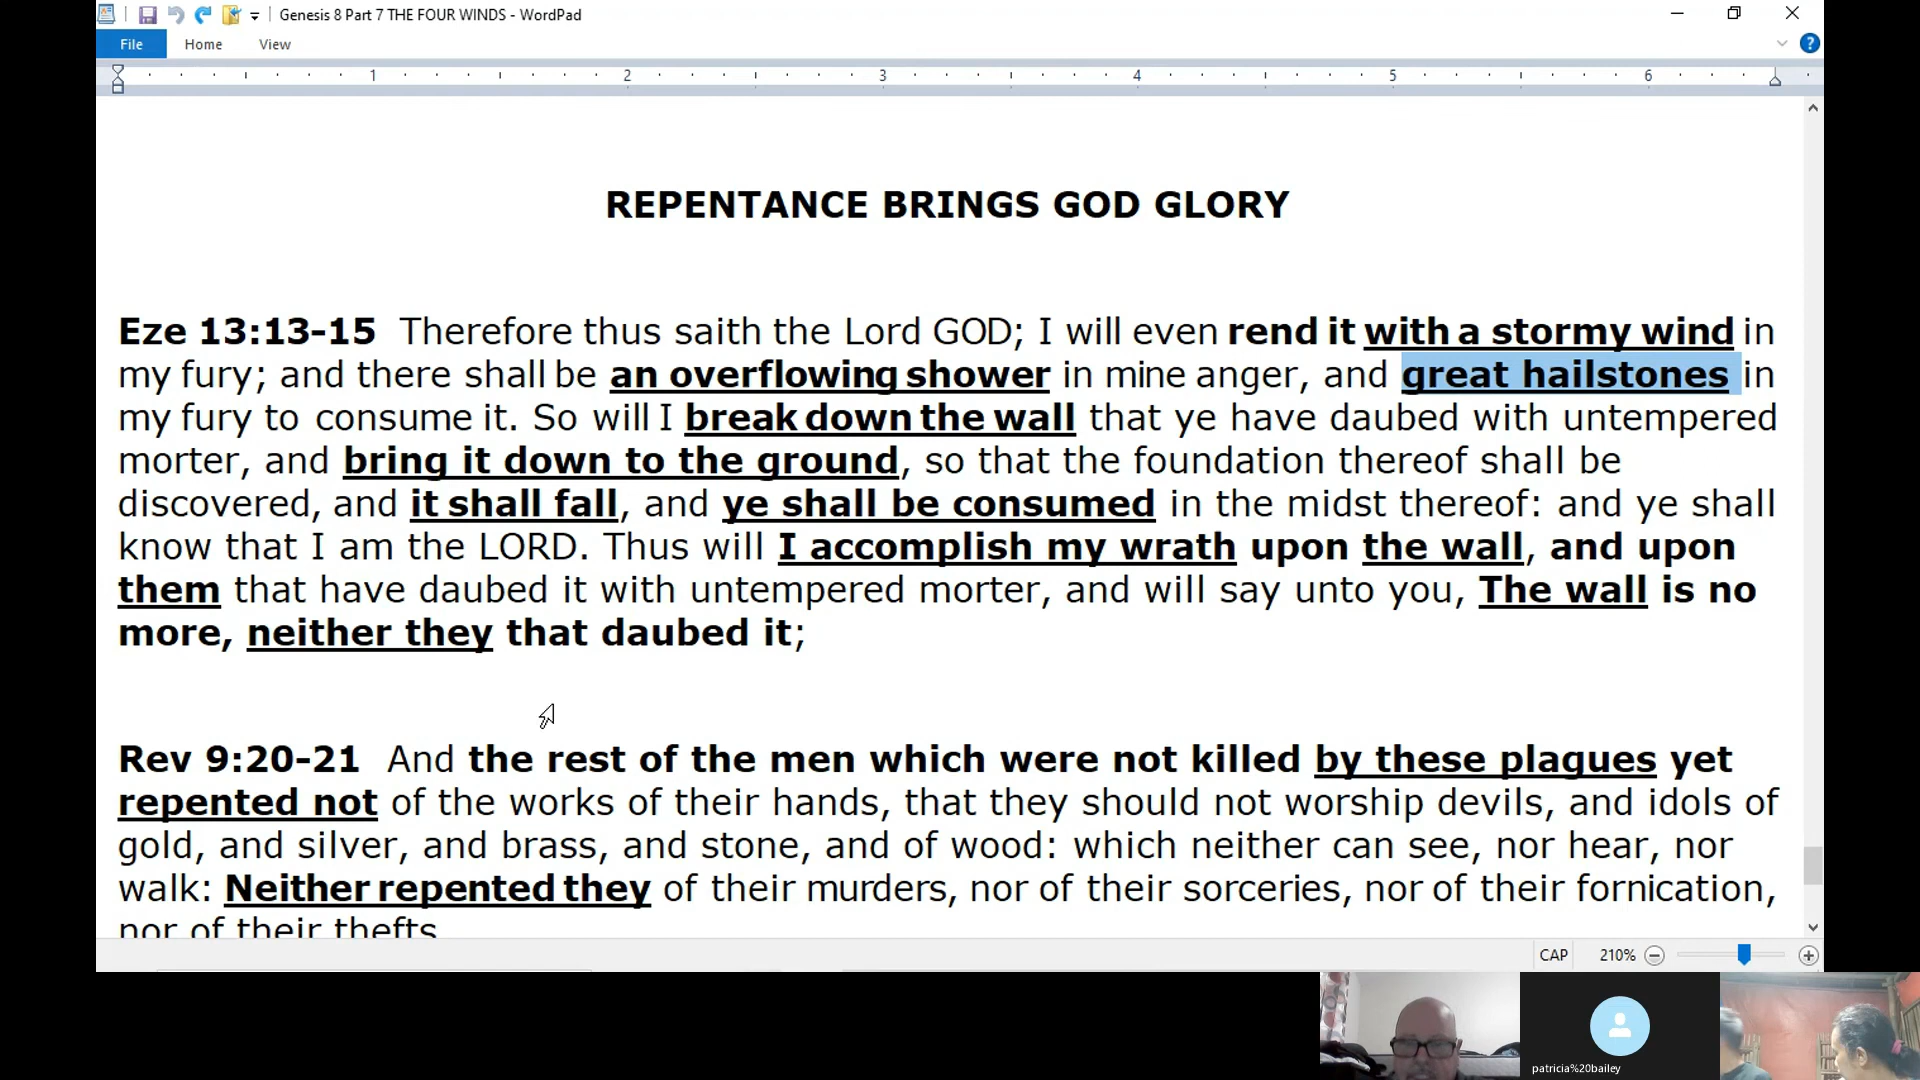 Genesis 8 Part 7 THE FOUR WINDS - WordPad
File Home View
1 2 3 4 5 6
REPENTANCE BRINGS GOD GLORY
Eze 13:13-15 Therefore thus saith the Lord GOD; I will even rend it with a stormy wind in
my fury; and there shall be an overflowing shower in mine anger, and great hailstones in
my fury to consume it. So will I break down the wall that ye have daubed with untempered
morter, and bring it down to the ground, so that the foundation thereof shall be
discovered, and it shall fall, and ye shall be consumed in the midst thereof: and ye shall
know that I am the LORD. Thus will I accomplish my wrath upon the wall, and upon
them that have daubed it with untempered morter, and will say unto you, The wall is no
more, neither they that daubed it;
Rev 9:20-21 And the rest of the men which were not killed by these plagues yet
repented not of the works of their hands, that they should not worship devils, and idols of
gold, and silver, and brass, and stone, and of wood: which neither can see, nor hear, nor
walk: Neither repented they of their murders, nor of their sorceries, nor of their fornication,
nor of their thefts
CAP 210%
patricia%20bailey